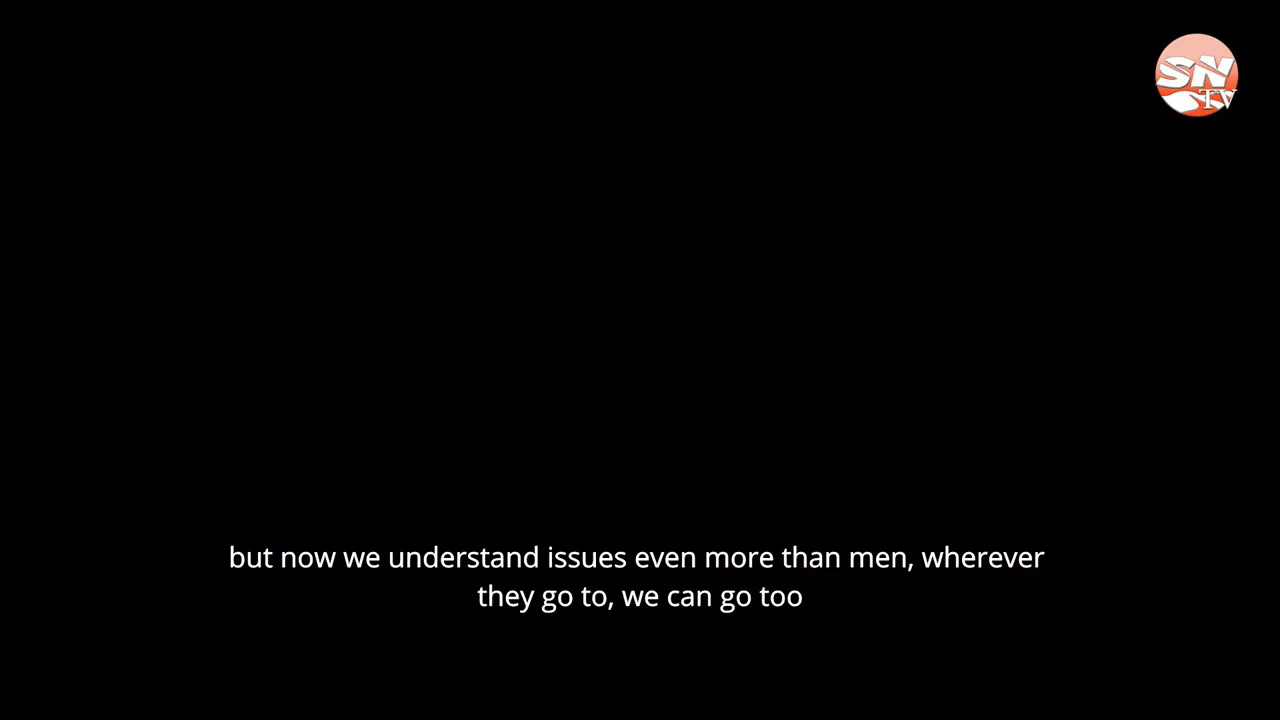 SN
TV
but now we understand issues even more than men, wherever
they go to, we can go too